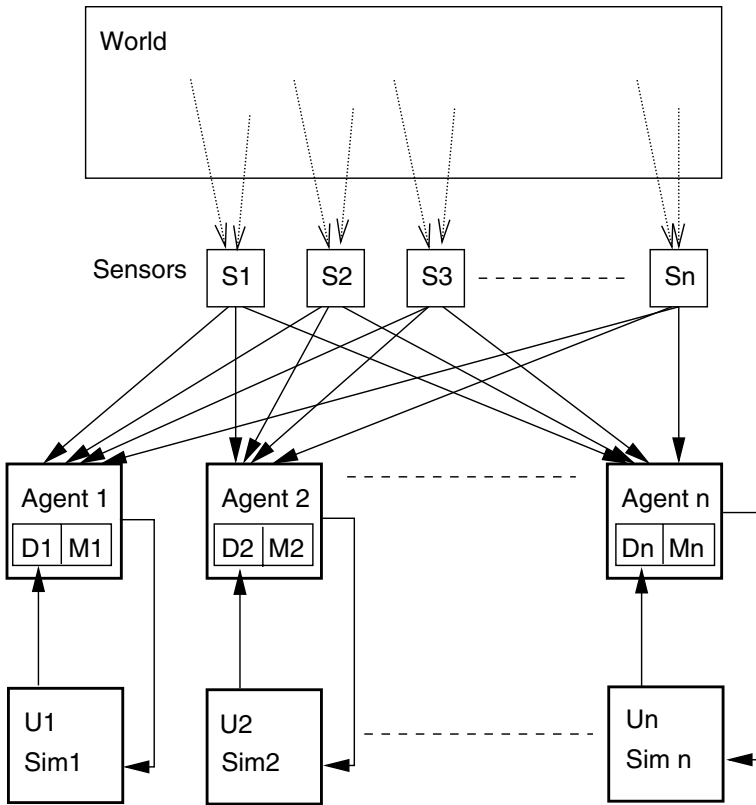 World
Sensors S1 S2 S3 Sn
Agent 1 Agent 2 Agent n
D1 M1 D2 M2 Dn Mn
U1 U2 Un
Sim1 Sim2 Sim n